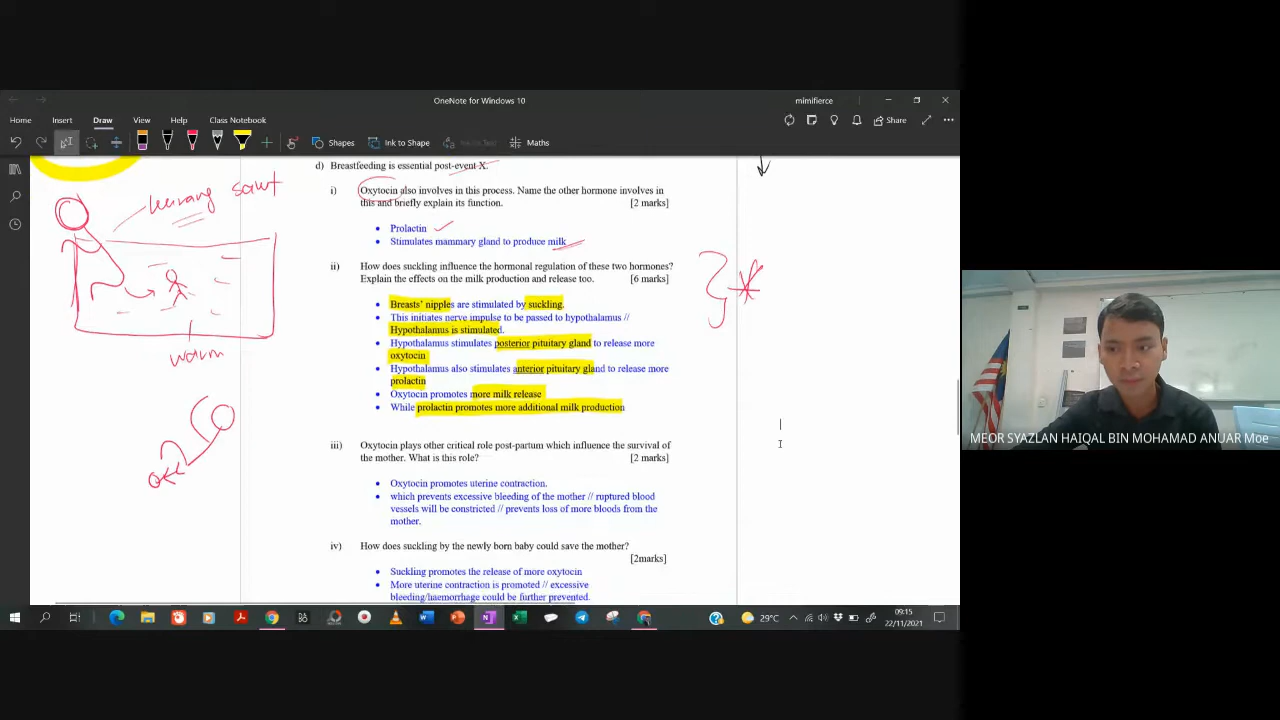 OneNote for Windows 10
mimifierce
Home Insert Draw View Help Class Notebook
Share
Shapes Ink to Shape Ink to Text Maths
d) Breastfeeding is essential post-event X.
i) Oxytocin also involves in this process. Name the other hormone involves in
this and briefly explain its function. [2 marks]
• Prolactin
• Stimulates mammary gland to produce milk
ii) How does suckling influence the hormonal regulation of these two hormones?
Explain the effects on the milk production and release too. [6 marks]
• Breasts' nipples are stimulated by suckling.
• This initiates nerve impulse to be passed to hypothalamus //
Hypothalamus is stimulated.
• Hypothalamus stimulates posterior pituitary gland to release more
oxytocin
• Hypothalamus also stimulates anterior pituitary gland to release more
prolactin
• Oxytocin promotes more milk release
• While prolactin promotes more additional milk production
iii) Oxytocin plays other critical role post-partum which influence the survival of
the mother. What is this role? [2 marks]
• Oxytocin promotes uterine contraction.
• which prevents excessive bleeding of the mother // ruptured blood
vessels will be constricted // prevents loss of more bloods from the
mother.
iv) How does suckling by the newly born baby could save the mother?
[2marks]
• Suckling promotes the release of more oxytocin
• More uterine contraction is promoted // excessive
bleeding/haemorrhage could be further prevented.
warm
MEOR SYAZLAN HAIQAL BIN MOHAMAD ANUAR Moe
29°C
09:15
22/11/2021